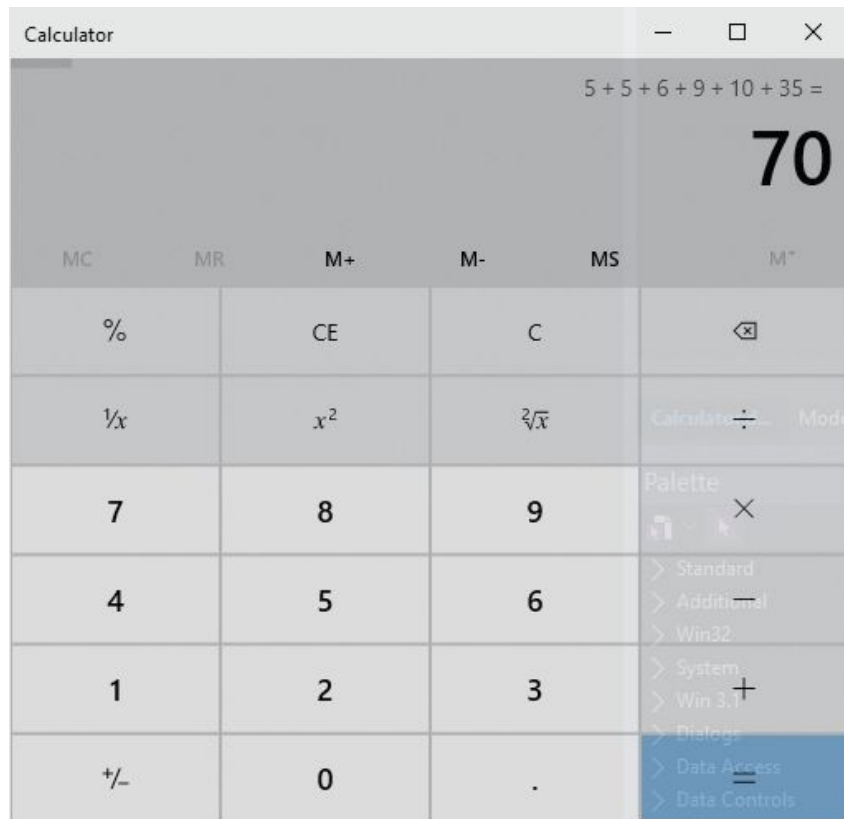 Calculator
5 + 5 + 6 + 9 + 10 + 35 =
70
MC MR M+ M- MS M˅
% CE C
¹/x x² ²√x ÷
Palette
7 8 9 ×
Standard
4 5 6 −
Additional
Win32
System
1 2 3 +
Win 3.1
Dialogs
Data Access
+/− 0 . =
Data Controls